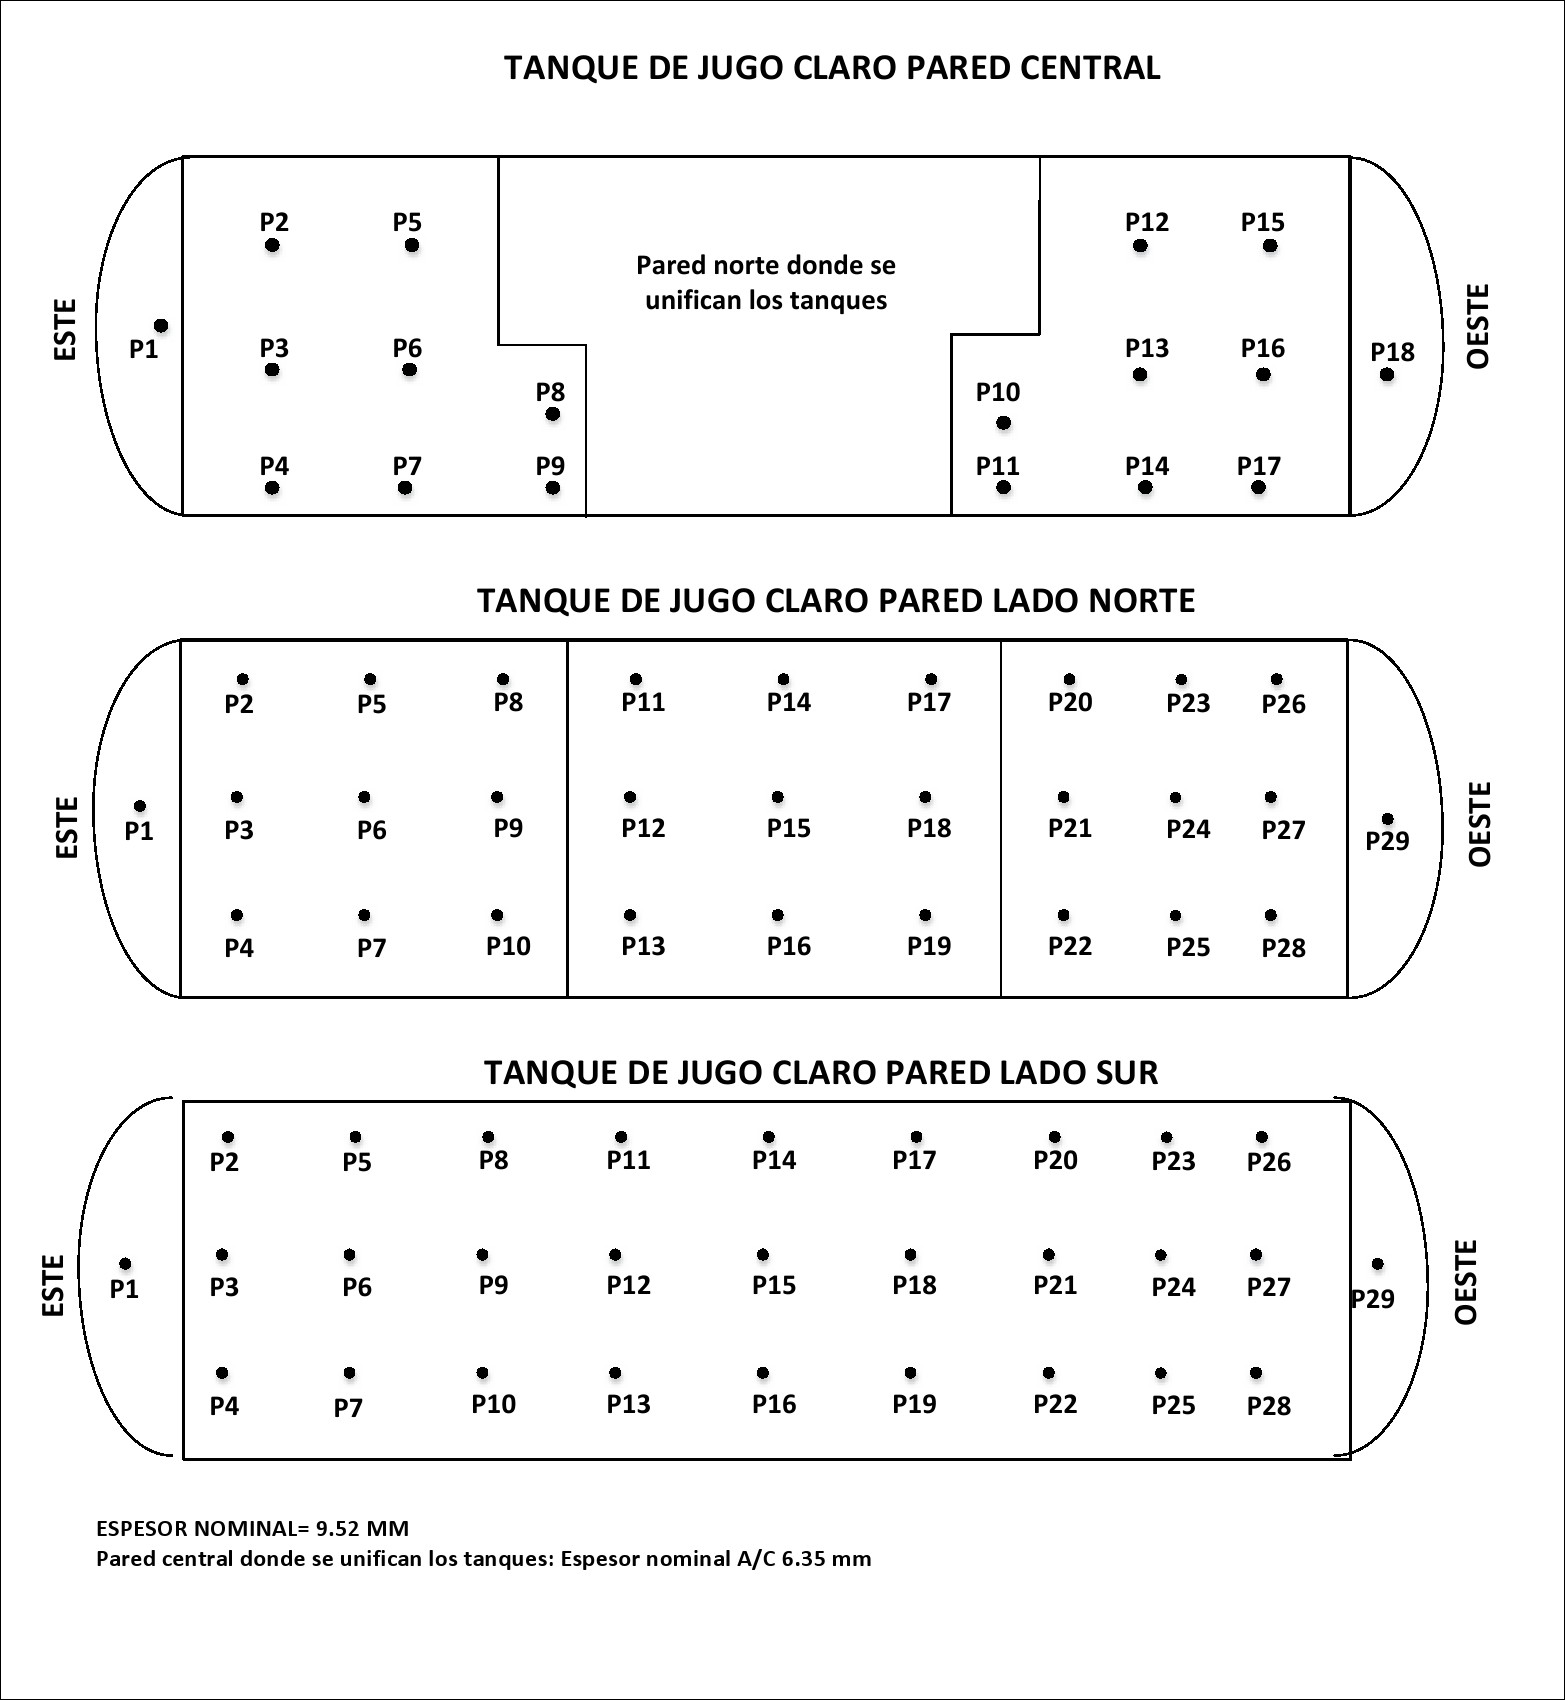 TANQUE DE JUGO CLARO PARED CENTRAL
P2 P5 P12 P15
Pared norte donde se
unifican los tanques
ESTE
OESTE
P1 P3 P6 P13 P16 P18
P8 P10
P4 P7 P9 P11 P14 P17
TANQUE DE JUGO CLARO PARED LADO NORTE
P2 P5 P8 P11 P14 P17 P20 P23 P26
ESTE
OESTE
P1 P3 P6 P9 P12 P15 P18 P21 P24 P27 P29
P4 P7 P10 P13 P16 P19 P22 P25 P28
TANQUE DE JUGO CLARO PARED LADO SUR
P2 P5 P8 P11 P14 P17 P20 P23 P26
ESTE
OESTE
P1 P3 P6 P9 P12 P15 P18 P21 P24 P27 P29
P4 P7 P10 P13 P16 P19 P22 P25 P28
ESPESOR NOMINAL= 9.52 MM
Pared central donde se unifican los tanques: Espesor nominal A/C 6.35 mm